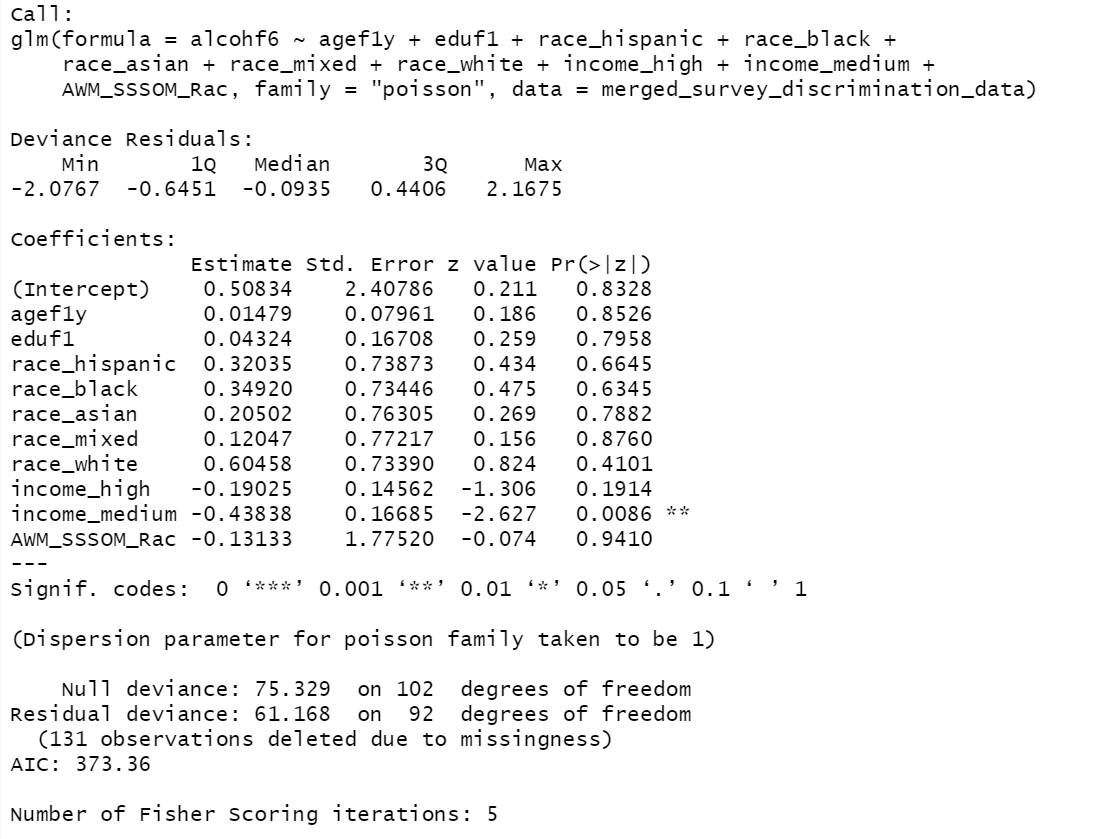 Call:
glm(formula = alcohf6 ~ agef1y + eduf1 + race_hispanic + race_black +
    race_asian + race_mixed + race_white + income_high + income_medium +
    AWM_SSSOM_Rac, family = "poisson", data = merged_survey_discrimination_data)

Deviance Residuals:
    Min       1Q   Median       3Q      Max
-2.0767  -0.6451  -0.0935   0.4406   2.1675

Coefficients:
              Estimate Std. Error z value Pr(>|z|)
(Intercept)    0.50834    2.40786   0.211   0.8328
agef1y         0.01479    0.07961   0.186   0.8526
eduf1          0.04324    0.16708   0.259   0.7958
race_hispanic  0.32035    0.73873   0.434   0.6645
race_black     0.34920    0.73446   0.475   0.6345
race_asian     0.20502    0.76305   0.269   0.7882
race_mixed     0.12047    0.77217   0.156   0.8760
race_white     0.60458    0.73390   0.824   0.4101
income_high   -0.19025    0.14562  -1.306   0.1914
income_medium -0.43838    0.16685  -2.627   0.0086 **
AWM_SSSOM_Rac -0.13133    1.77520  -0.074   0.9410
---
Signif. codes:  0 ‘***’ 0.001 ‘**’ 0.01 ‘*’ 0.05 ‘.’ 0.1 ‘ ’ 1

(Dispersion parameter for poisson family taken to be 1)

    Null deviance: 75.329  on 102  degrees of freedom
Residual deviance: 61.168  on  92  degrees of freedom
  (131 observations deleted due to missingness)
AIC: 373.36

Number of Fisher Scoring iterations: 5